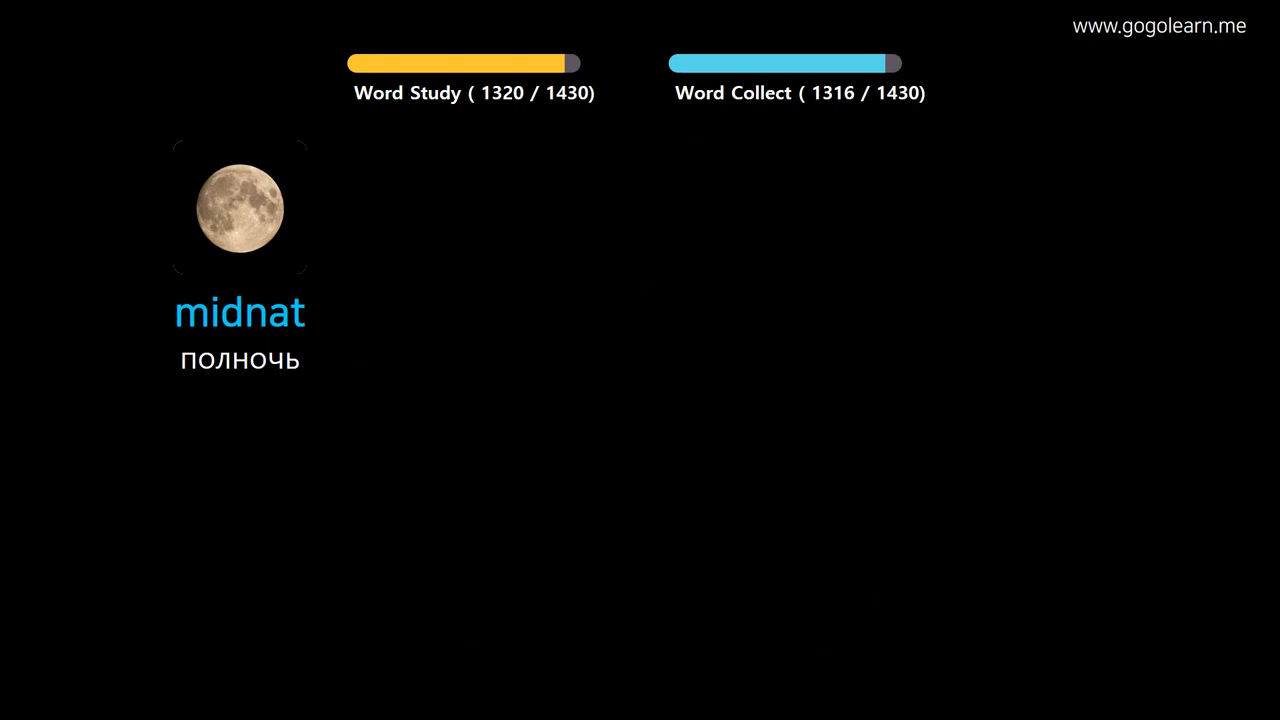 www.gogolearn.me
Word Study ( 1320 / 1430)
Word Collect ( 1316 / 1430)
midnat
полночь